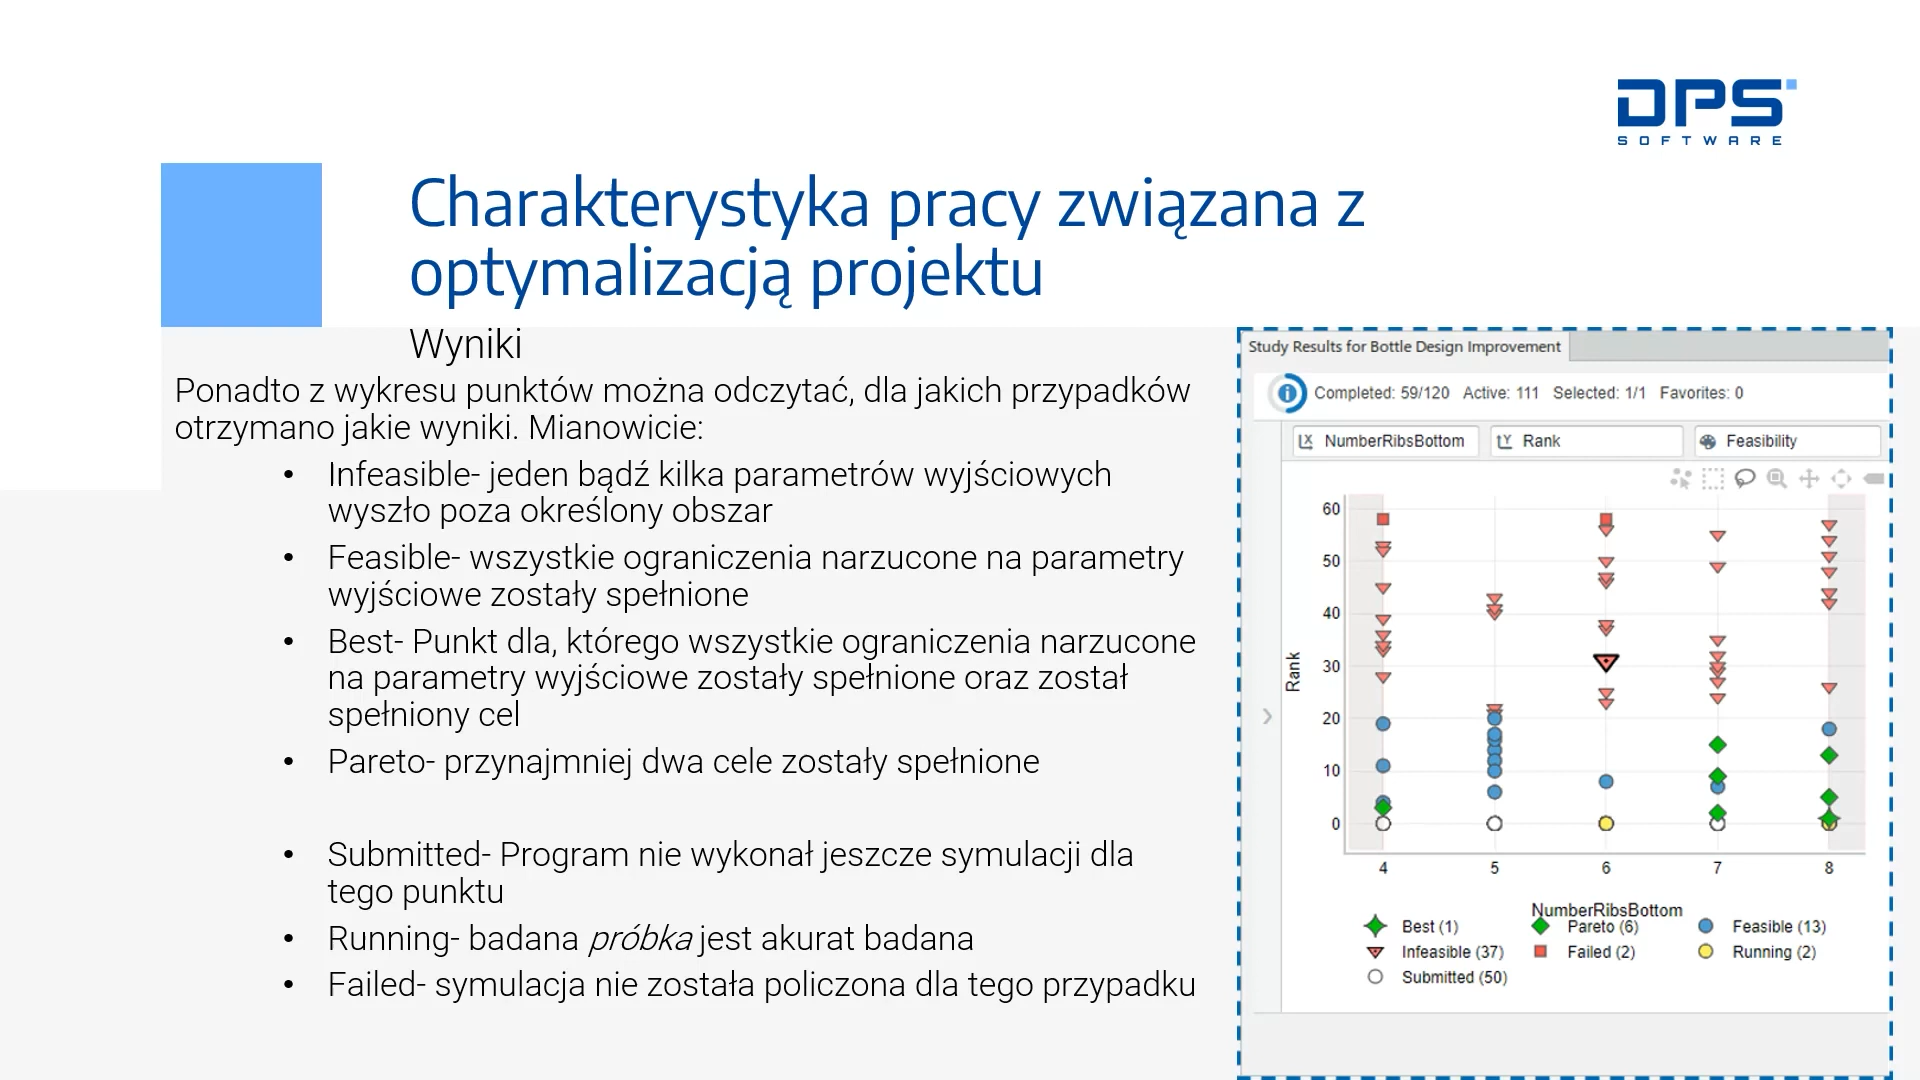 DPS
SOFTWARE
Charakterystyka pracy związana z
optymalizacją projektu
Wyniki
Ponadto z wykresu punktów można odczytać, dla jakich przypadków
otrzymano jakie wyniki. Mianowicie:
• Infeasible- jeden bądź kilka parametrów wyjściowych
wyszło poza określony obszar
• Feasible- wszystkie ograniczenia narzucone na parametry
wyjściowe zostały spełnione
• Best- Punkt dla, którego wszystkie ograniczenia narzucone
na parametry wyjściowe zostały spełnione oraz został
spełniony cel
• Pareto- przynajmniej dwa cele zostały spełnione
• Submitted- Program nie wykonał jeszcze symulacji dla
tego punktu
• Running- badana próbka jest akurat badana
• Failed- symulacja nie została policzona dla tego przypadku
Study Results for Bottle Design Improvement
Completed: 59/120 Active: 111 Selected: 1/1 Favorites: 0
X NumberRibsBottom Y Rank Feasibility
60
50
40
30
20
10
0
Rank
4 5 6 7 8
NumberRibsBottom
Best (1) Pareto (6) Feasible (13)
Infeasible (37) Failed (2) Running (2)
Submitted (50)